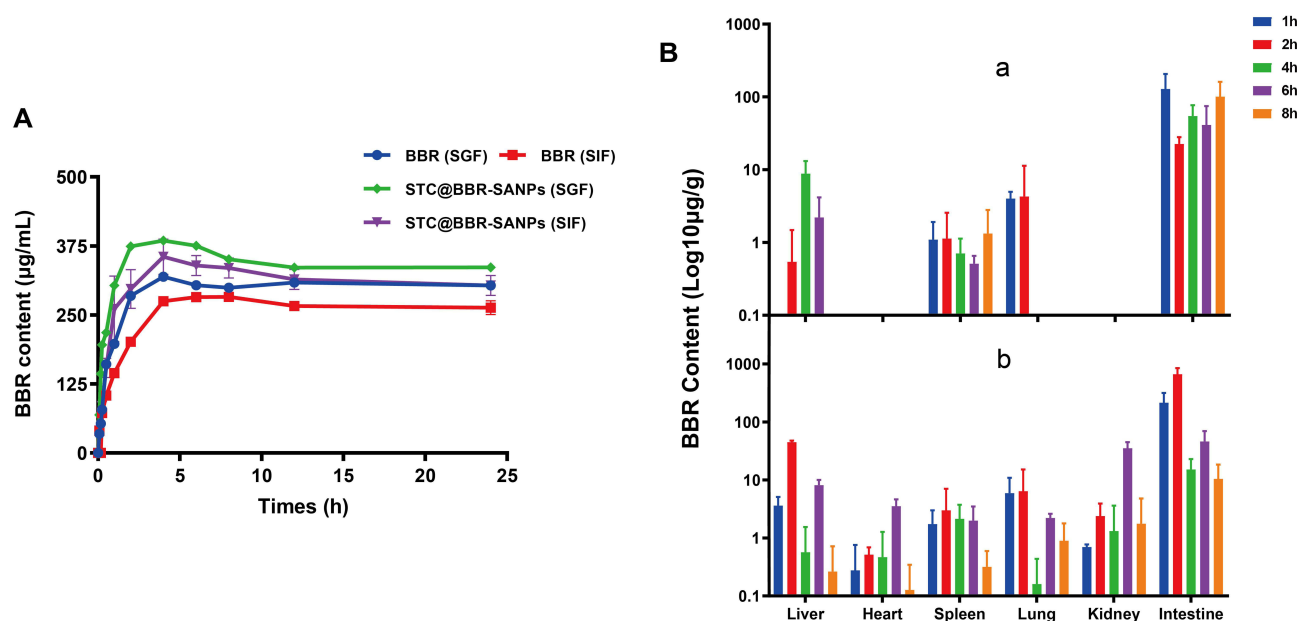 A
BBR (SGF) BBR (SIF)
STC@BBR-SANPs (SGF)
STC@BBR-SANPs (SIF)
500
375
250
125
0
0 5 10 15 20 25
Times (h)
BBR content (µg/mL)
B
a
1000
100
10
1
0.1
b
1000
100
10
1
0.1
Liver Heart Spleen Lung Kidney Intestine
BBR Content (Log10µg/g)
1h
2h
4h
6h
8h